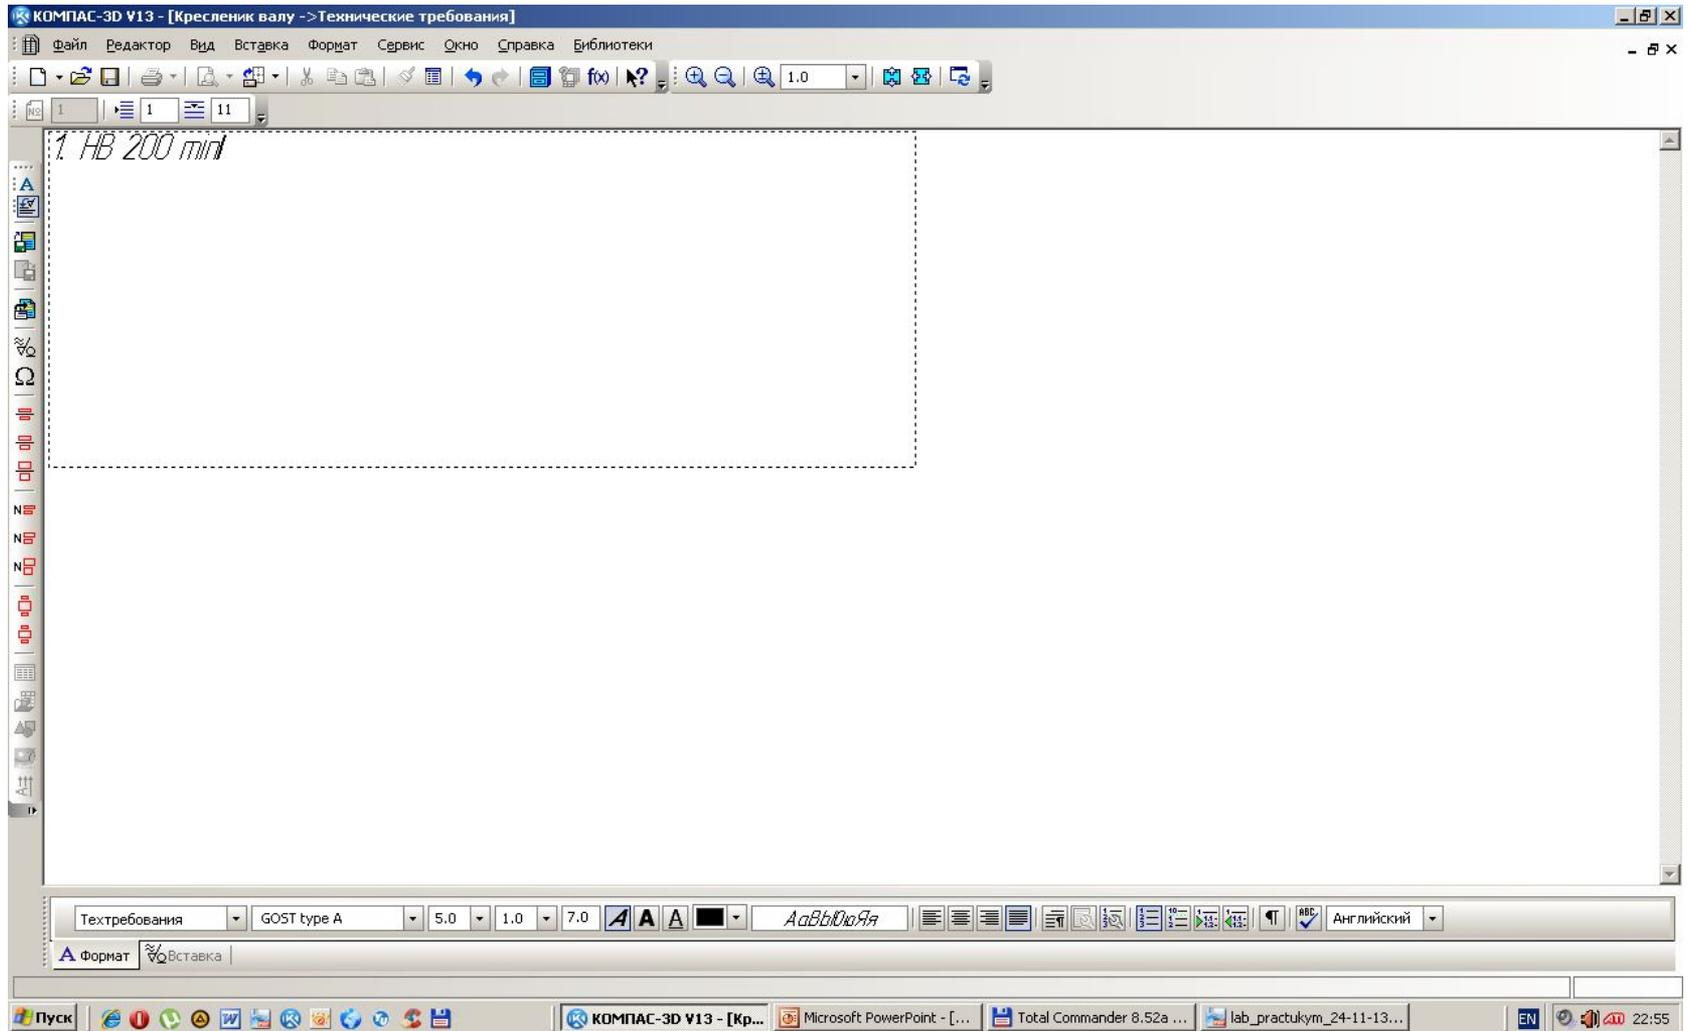 КОМПАС-3D V13 - [Кресленик валу ->Технические требования]
Файл Редактор Вид Вставка Формат Сервис Окно Справка Библиотеки
f(x) 1.0
№ 1 1 11
1. HB 200 min
A
Ω
N
N
N
Техтребования GOST type A 5.0 1.0 7.0 А А А АаВbЮюЯя ABC Английский
А Формат Вставка
Пуск КОМПАС-3D V13 - [Кр... Microsoft PowerPoint - [... Total Commander 8.52a ... lab_practukym_24-11-13... EN 22:55